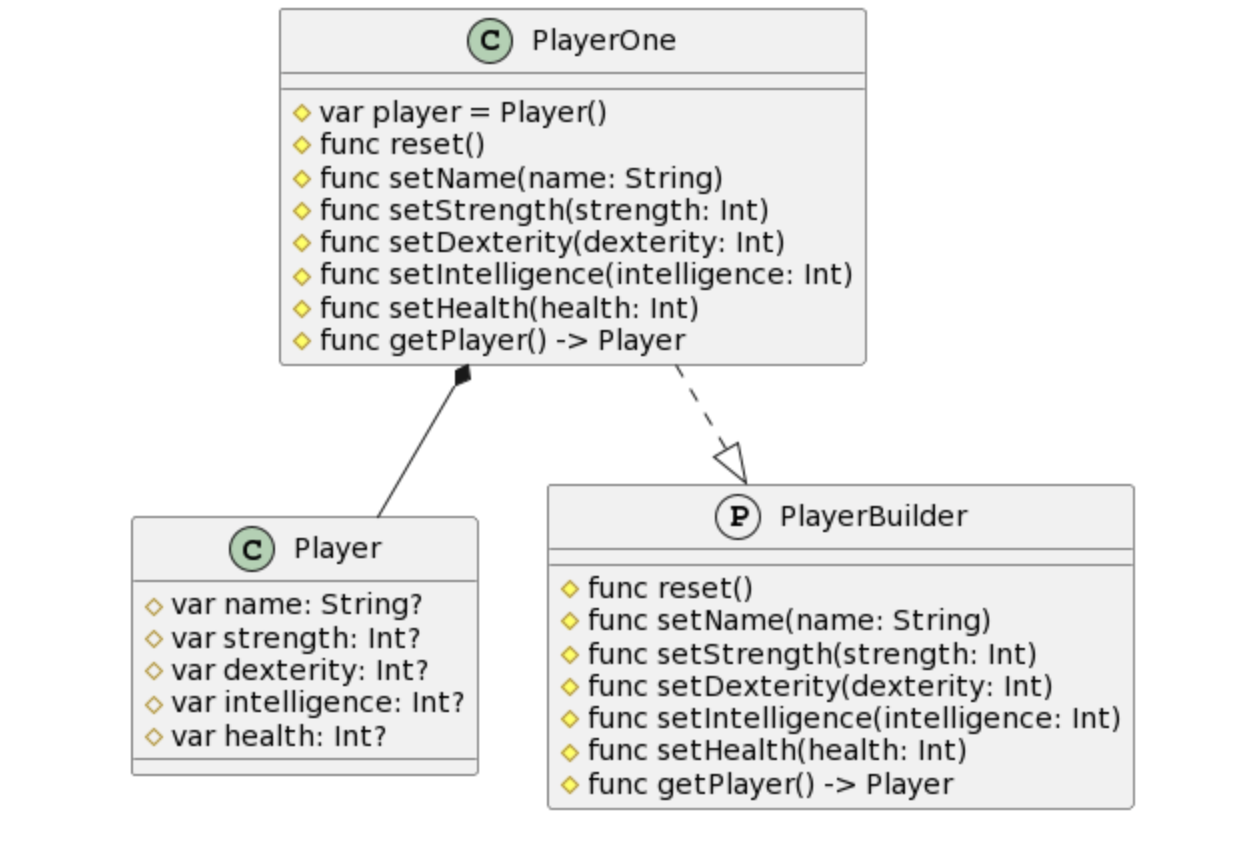 C PlayerOne
var player = Player()
func reset()
func setName(name: String)
func setStrength(strength: Int)
func setDexterity(dexterity: Int)
func setIntelligence(intelligence: Int)
func setHealth(health: Int)
func getPlayer() -> Player
C Player
var name: String?
var strength: Int?
var dexterity: Int?
var intelligence: Int?
var health: Int?
P PlayerBuilder
func reset()
func setName(name: String)
func setStrength(strength: Int)
func setDexterity(dexterity: Int)
func setIntelligence(intelligence: Int)
func setHealth(health: Int)
func getPlayer() -> Player